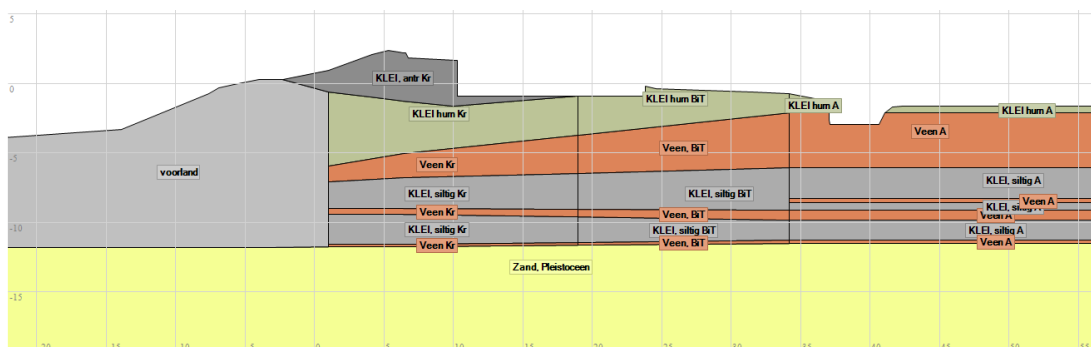 5
0
-5
-10
-15
KLEI, antr Kr
KLEI hum Kr
KLEI hum BiT
KLEI hum A
KLEI hum A
voorland
Veen Kr
Veen, BiT
Veen A
KLEI, siltig Kr
KLEI, siltig BiT
KLEI, siltig A
Veen A
Veen Kr
Veen, BiT
KLEI, siltig Kr
KLEI, siltig BiT
KLEI, siltig A
Veen Kr
Veen, BiT
Veen A
Zand, Pleistoceen
-15 -10 -5 0 5 10 15 20 25 30 35 40 45 50